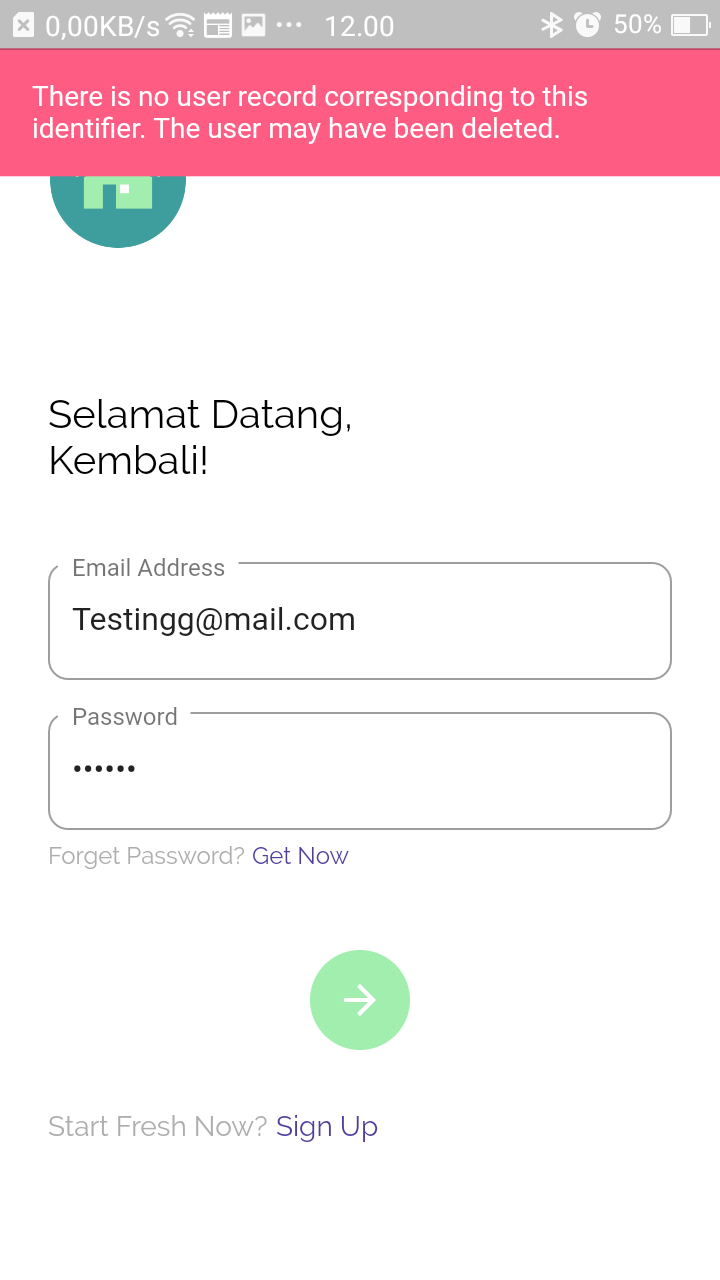 0,00KB/s ... 12.00 50%
There is no user record corresponding to this
identifier. The user may have been deleted.
Selamat Datang,
Kembali!
Email Address
Testingg@mail.com
Password
••••••
Forget Password? Get Now
Start Fresh Now? Sign Up